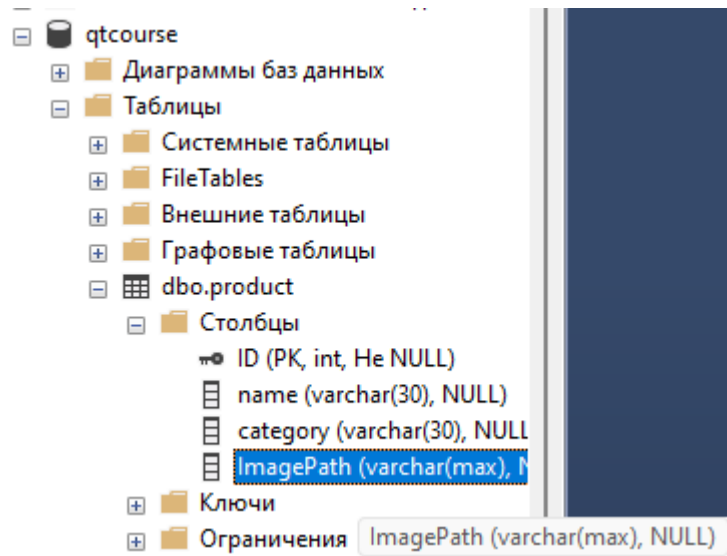 qtcourse
Диаграммы баз данных
Таблицы
Системные таблицы
FileTables
Внешние таблицы
Графовые таблицы
dbo.product
Столбцы
ID (PK, int, Не NULL)
name (varchar(30), NULL)
category (varchar(30), NULL
ImagePath (varchar(max), N
Ключи
Ограничения
ImagePath (varchar(max), NULL)